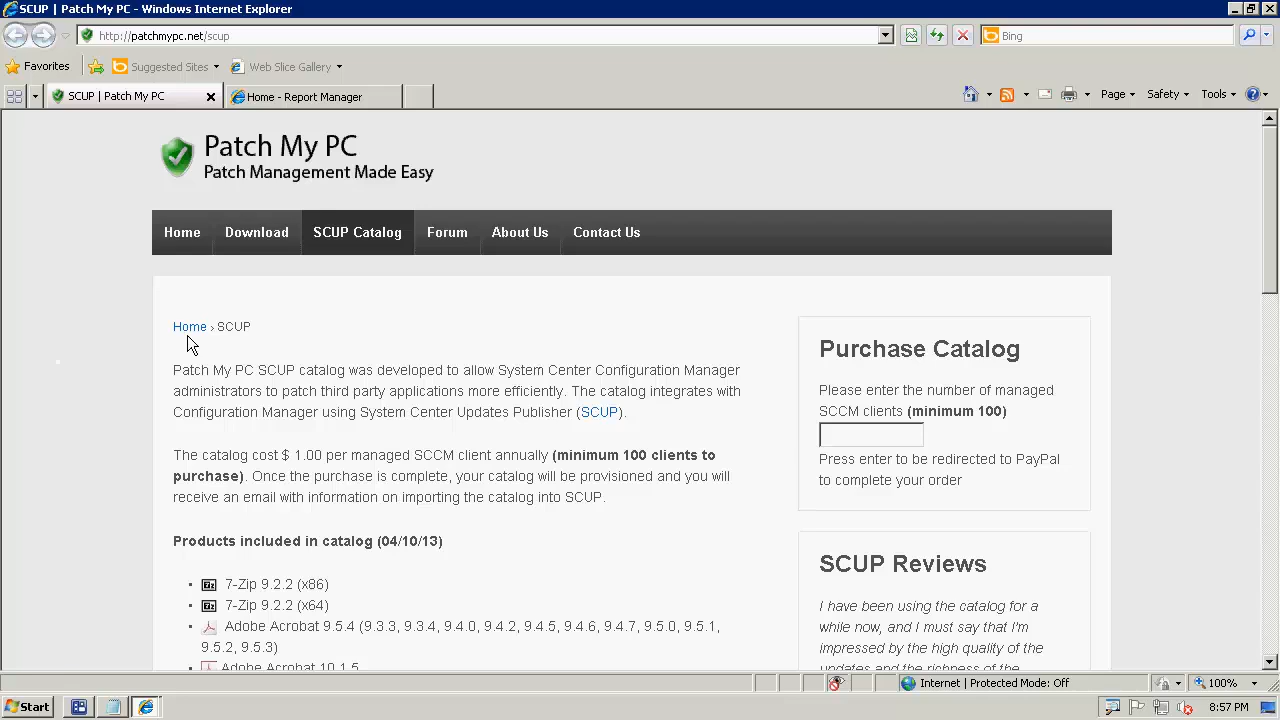 SCUP | Patch My PC - Windows Internet Explorer
http://patchmypc.net/scup
Bing
Favorites
Suggested Sites
Web Slice Gallery
SCUP | Patch My PC
Home - Report Manager
Page
Safety
Tools
Patch My PC
Patch Management Made Easy
Home
Download
SCUP Catalog
Forum
About Us
Contact Us
Home › SCUP
Patch My PC SCUP catalog was developed to allow System Center Configuration Manager
administrators to patch third party applications more efficiently. The catalog integrates with
Configuration Manager using System Center Updates Publisher (SCUP).
The catalog cost $ 1.00 per managed SCCM client annually (minimum 100 clients to
purchase). Once the purchase is complete, your catalog will be provisioned and you will
receive an email with information on importing the catalog into SCUP.
Products included in catalog (04/10/13)
• 7-Zip 9.2.2 (x86)
• 7-Zip 9.2.2 (x64)
• Adobe Acrobat 9.5.4 (9.3.3, 9.3.4, 9.4.0, 9.4.2, 9.4.5, 9.4.6, 9.4.7, 9.5.0, 9.5.1,
9.5.2, 9.5.3)
• Adobe Acrobat 10.1.5
Purchase Catalog
Please enter the number of managed
SCCM clients (minimum 100)
Press enter to be redirected to PayPal
to complete your order
SCUP Reviews
I have been using the catalog for a
while now, and I must say that I'm
impressed by the high quality of the
updates and the richness of the
Internet | Protected Mode: Off
100%
Start
8:57 PM